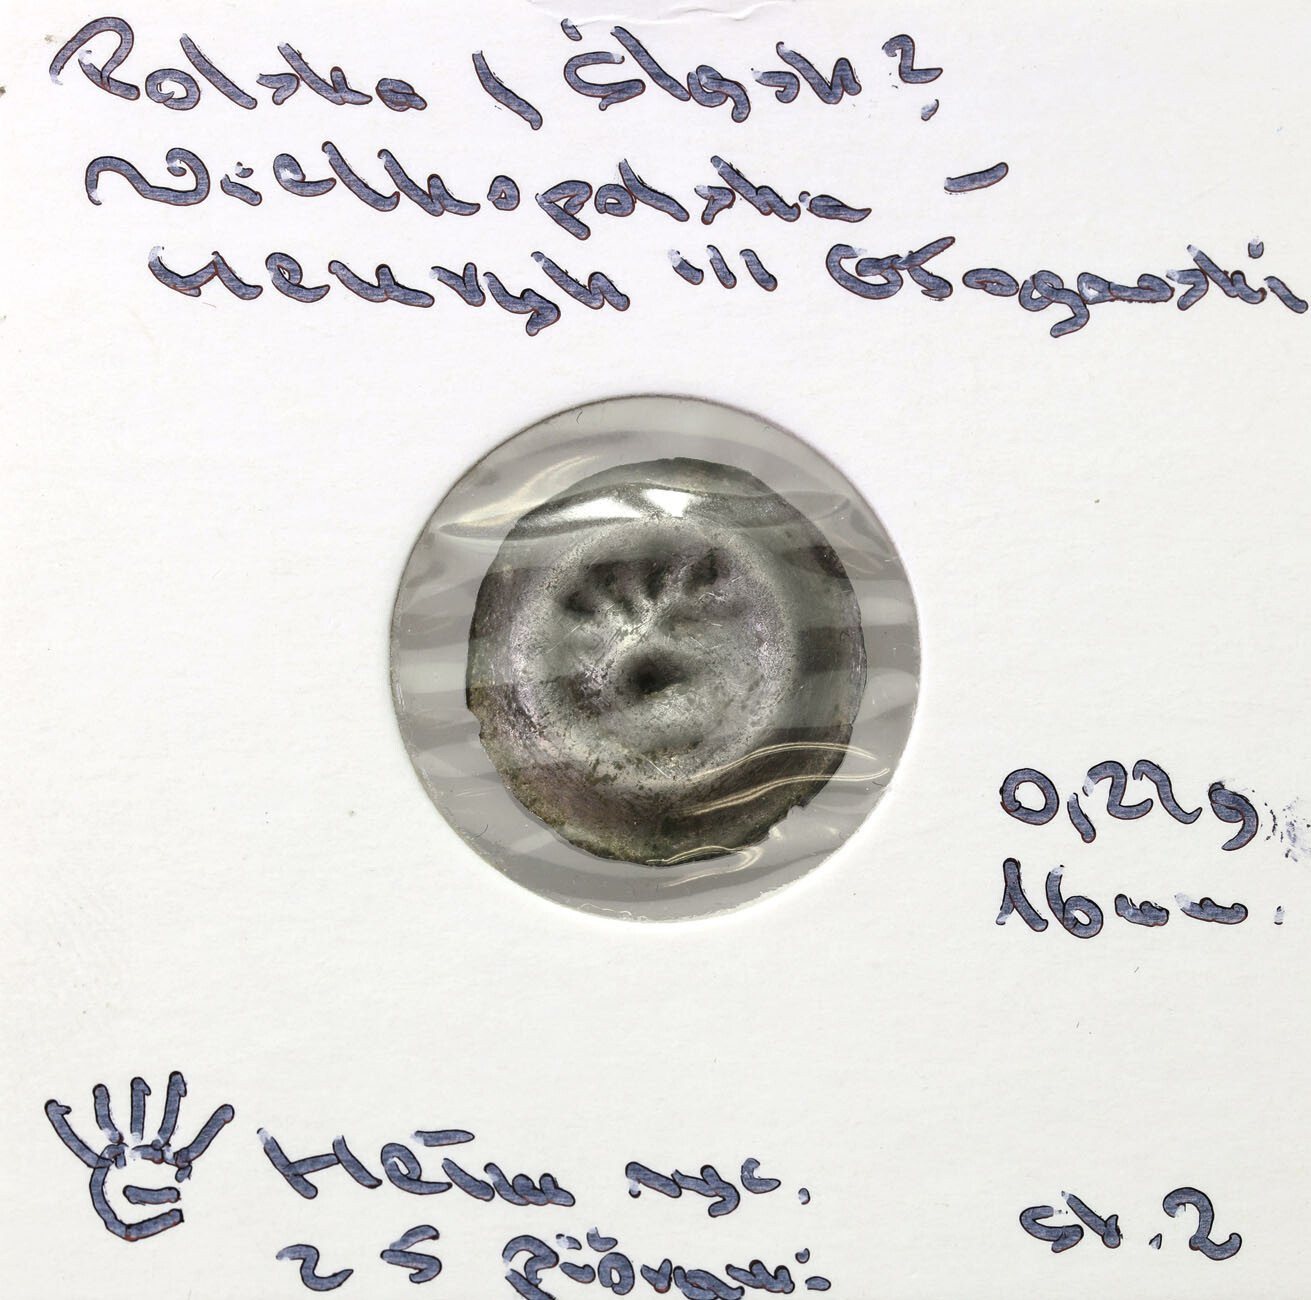 Polska / Śląsk?
Wielkopolska –
Henryk III Głogowski
0,22g
16mm.
Hełm ryc.
z 5 piórami
st. 2